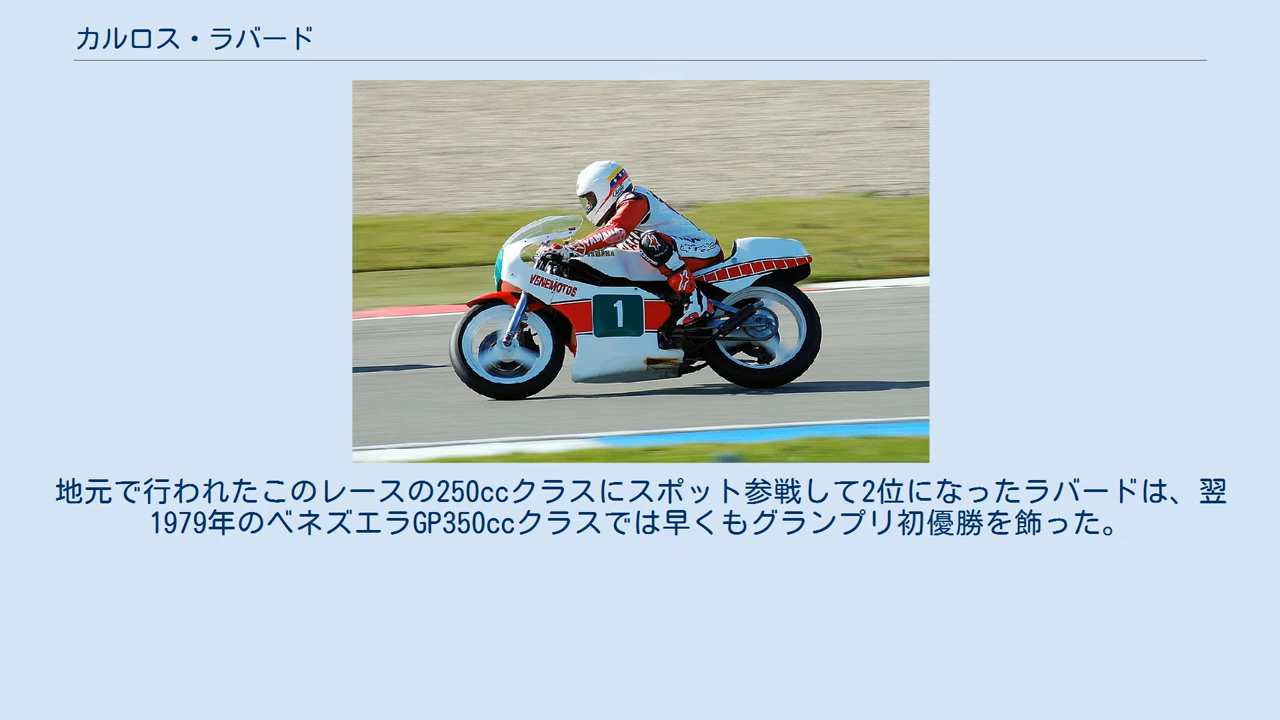 カルロス・ラバード
YAMAHA
YAMAHA
VENEMOTOS
1
地元で行われたこのレースの250ccクラスにスポット参戦して2位になったラバードは、翌
1979年のベネズエラGP350ccクラスでは早くもグランプリ初優勝を飾った。